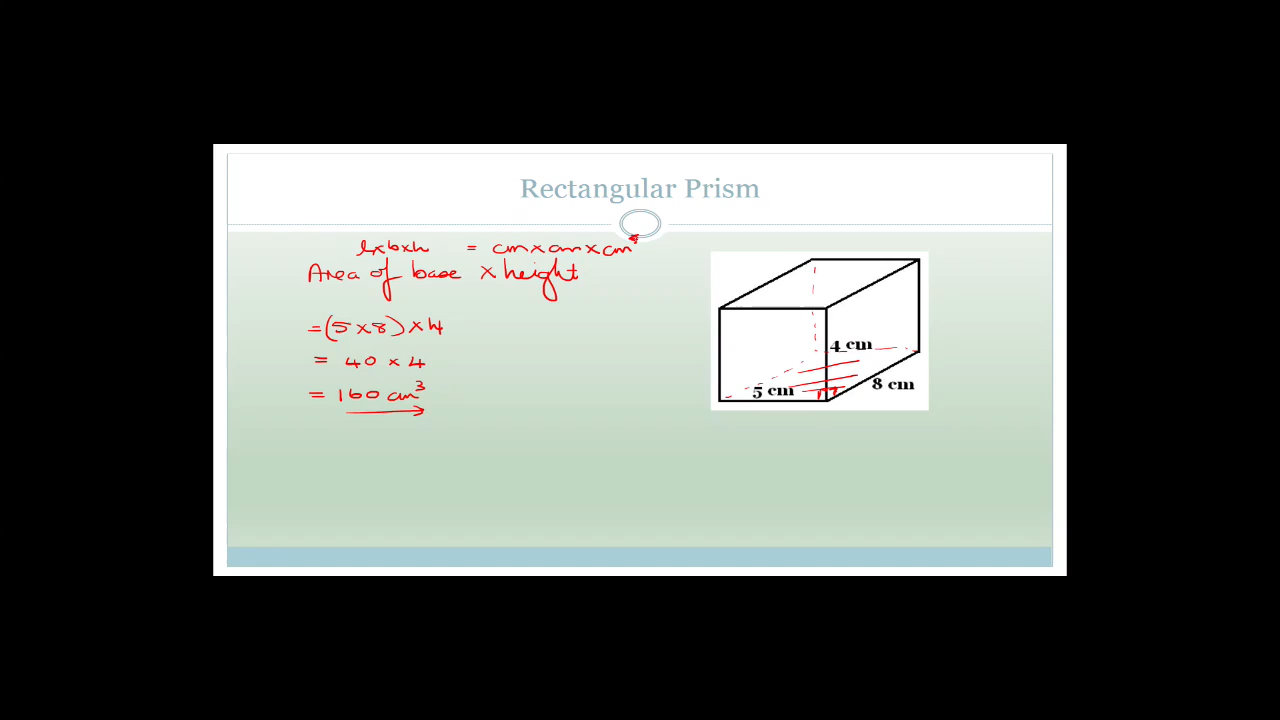 Rectangular Prism
l×b×h = cm×cm×cm
Area of base × height
=(5×8)×4
= 40 × 4
= 160 cm³
4 cm
5 cm
8 cm